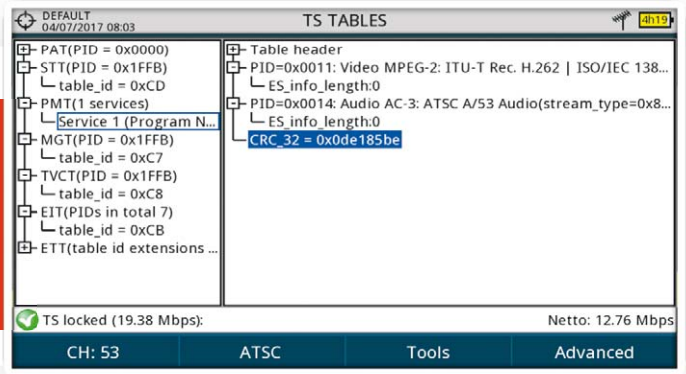 DEFAULT
04/07/2017 08:03
TS TABLES
4h19
PAT(PID = 0x0000)
STT(PID = 0x1FFB)
table_id = 0xCD
PMT(1 services)
Service 1 (Program N...
MGT(PID = 0x1FFB)
table_id = 0xC7
TVCT(PID = 0x1FFB)
table_id = 0xC8
EIT(PIDs in total 7)
table_id = 0xCB
ETT(table id extensions ...
Table header
PID=0x0011: Video MPEG-2: ITU-T Rec. H.262 | ISO/IEC 138...
ES_info_length:0
PID=0x0014: Audio AC-3: ATSC A/53 Audio(stream_type=0x8...
ES_info_length:0
CRC_32 = 0x0de185be
TS locked (19.38 Mbps):
Netto: 12.76 Mbps
CH: 53
ATSC
Tools
Advanced